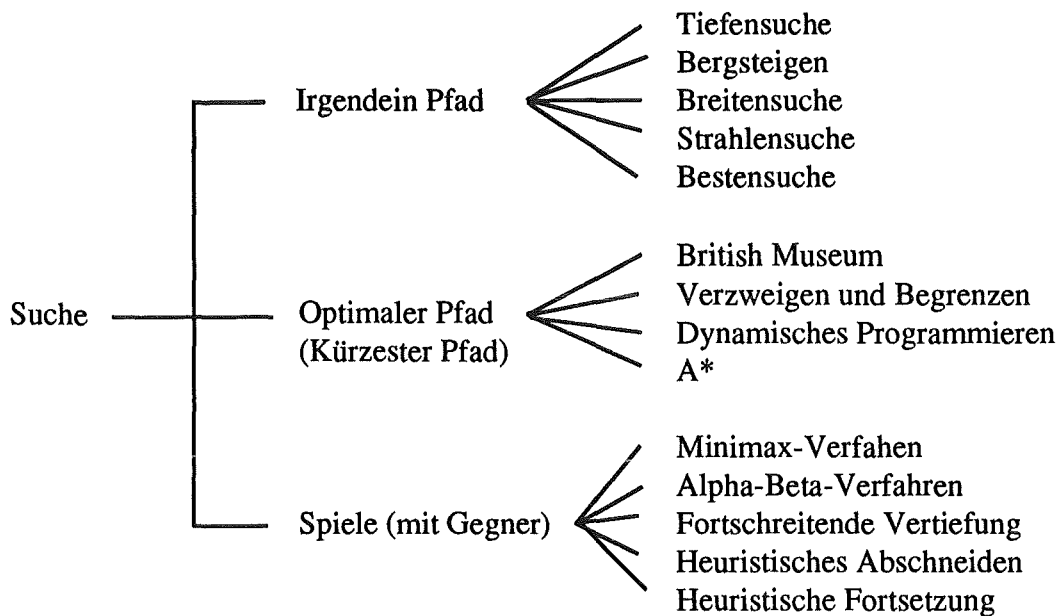 Tiefensuche
Bergsteigen
Irgendein Pfad
Breitensuche
Strahlensuche
Bestensuche
British Museum
Verzweigen und Begrenzen
Suche
Optimaler Pfad
(Kürzester Pfad)
Dynamisches Programmieren
A*
Minimax-Verfahen
Alpha-Beta-Verfahren
Spiele (mit Gegner)
Fortschreitende Vertiefung
Heuristisches Abschneiden
Heuristische Fortsetzung